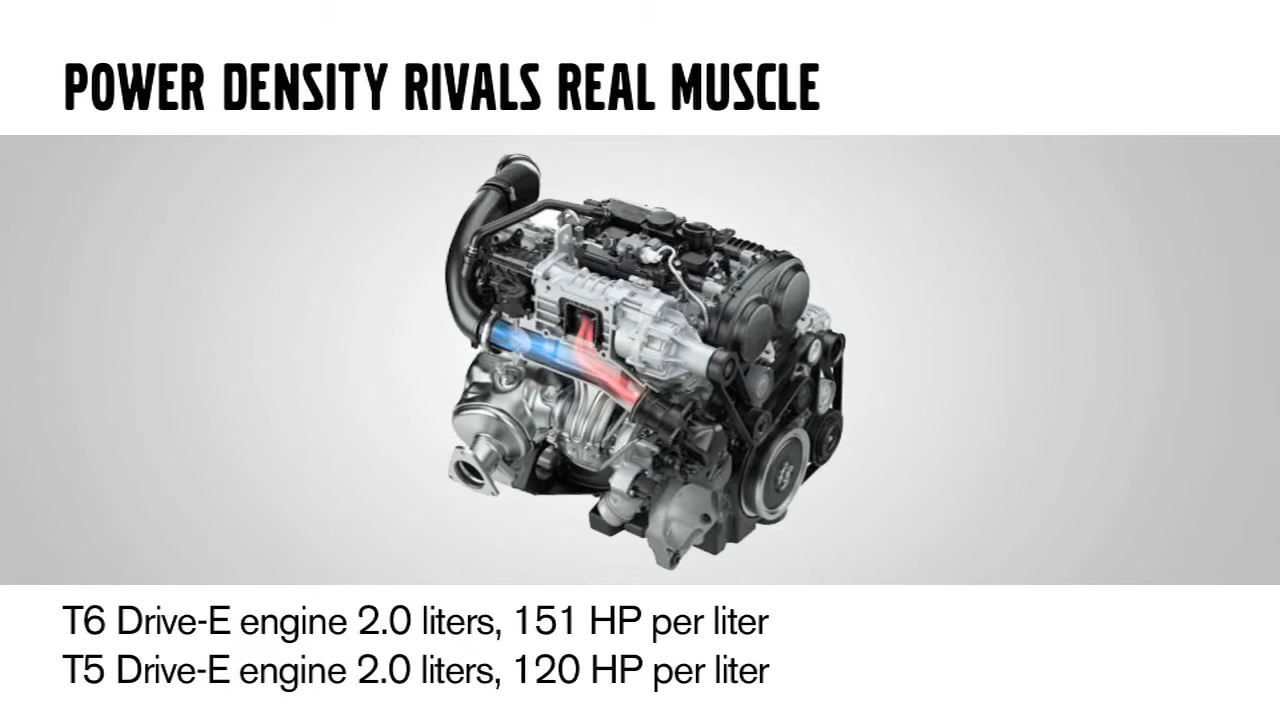 POWER DENSITY RIVALS REAL MUSCLE
T6 Drive-E engine 2.0 liters, 151 HP per liter
T5 Drive-E engine 2.0 liters, 120 HP per liter